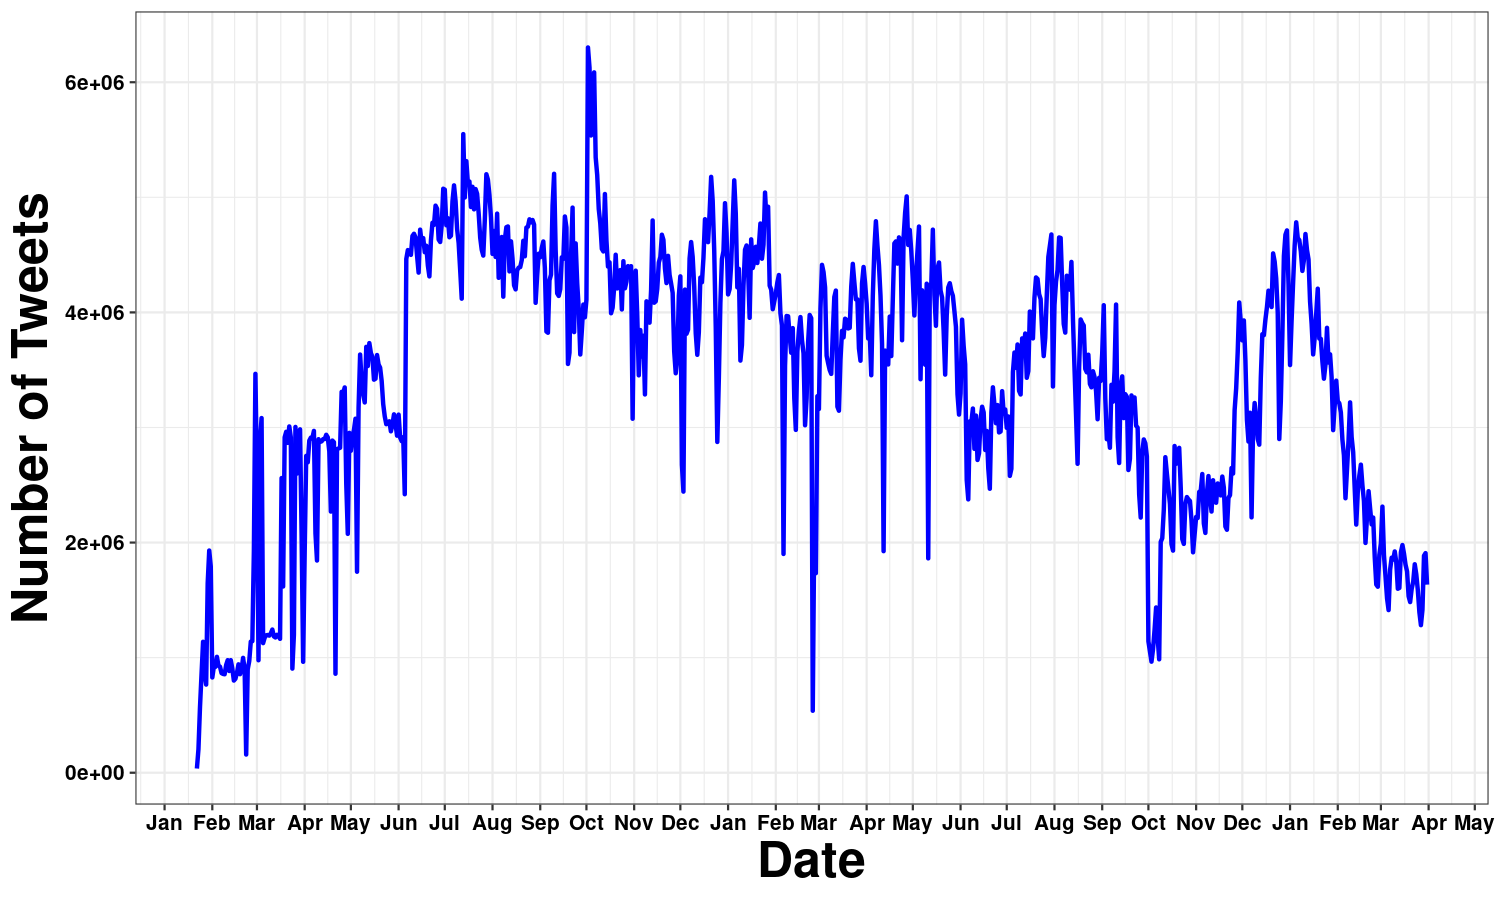 Number of Tweets
6e+06
4e+06
2e+06
0e+00
Jan Feb Mar Apr May Jun Jul Aug Sep Oct Nov Dec Jan Feb Mar Apr May Jun Jul Aug Sep Oct Nov Dec Jan Feb Mar Apr May
Date